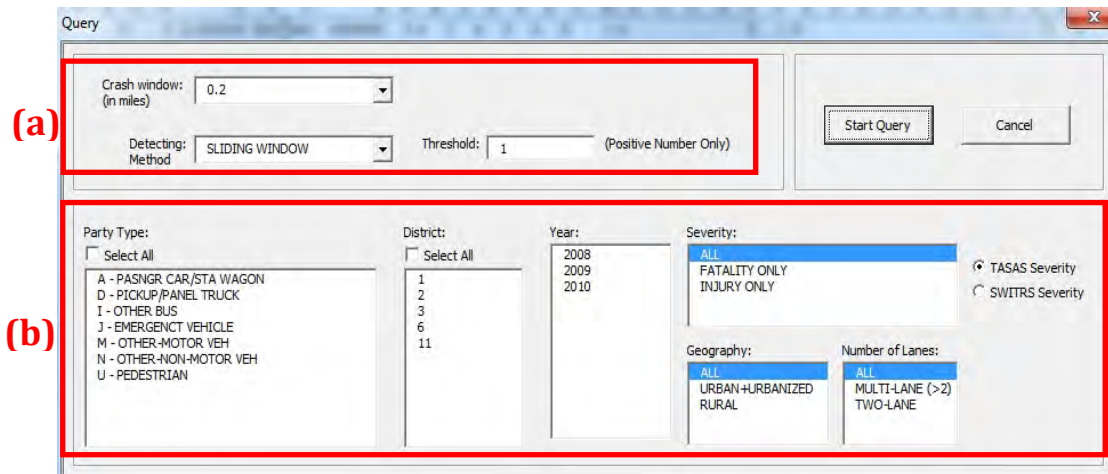 Query
x
(a)
Crash window:
(in miles)
0.2
Detecting:
Method
SLIDING WINDOW
Threshold:
1
(Positive Number Only)
Start Query
Cancel
(b)
Party Type:
Select All
A - PASNGR CAR/STA WAGON
D - PICKUP/PANEL TRUCK
I - OTHER BUS
J - EMERGENCT VEHICLE
M - OTHER-MOTOR VEH
N - OTHER-NON-MOTOR VEH
U - PEDESTRIAN
District:
Select All
1
2
3
6
11
Year:
2008
2009
2010
Severity:
ALL
FATALITY ONLY
INJURY ONLY
TASAS Severity
SWITRS Severity
Geography:
ALL
URBAN+URBANIZED
RURAL
Number of Lanes:
ALL
MULTI-LANE (>2)
TWO-LANE